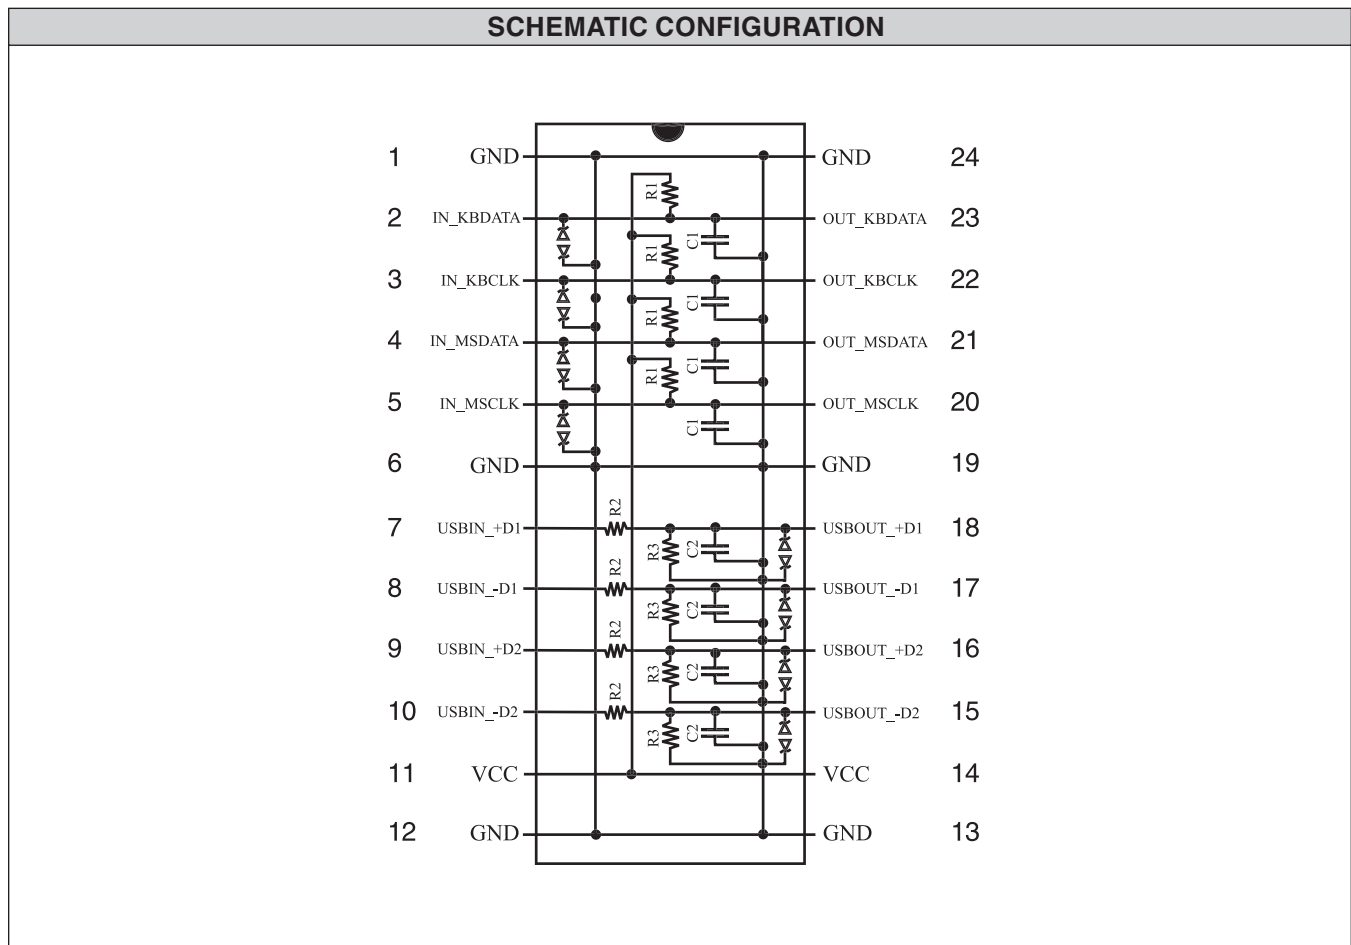 SCHEMATIC CONFIGURATION
1 GND GND 24
R1
2 IN_KBDATA OUT_KBDATA 23
R1 C1
3 IN_KBCLK OUT_KBCLK 22
R1 C1
4 IN_MSDATA OUT_MSDATA 21
R1 C1
5 IN_MSCLK OUT_MSCLK 20
C1
6 GND GND 19
R2
7 USBIN_+D1 USBOUT_+D1 18
R3 C2
R2
8 USBIN_-D1 USBOUT_-D1 17
R3 C2
R2
9 USBIN_+D2 USBOUT_+D2 16
R3 C2
R2
10 USBIN_-D2 USBOUT_-D2 15
R3 C2
11 VCC VCC 14
12 GND GND 13